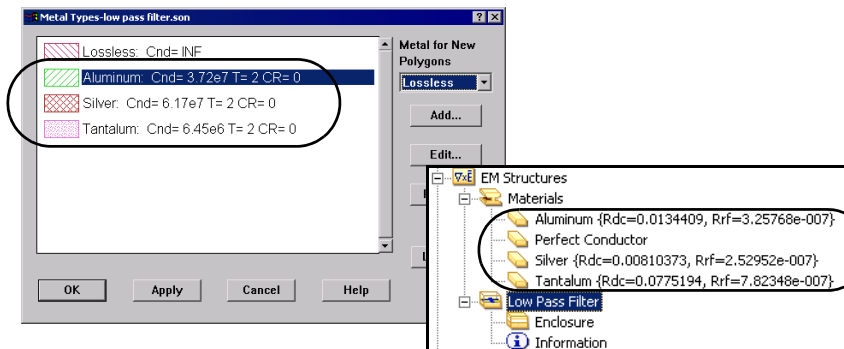 Metal Types-low pass filter.son
Lossless: Cnd= INF
Aluminum: Cnd= 3.72e7 T= 2 CR= 0
Silver: Cnd= 6.17e7 T= 2 CR= 0
Tantalum: Cnd= 6.45e6 T= 2 CR= 0
Metal for New
Polygons
Lossless
Add...
Edit...
OK
Apply
Cancel
Help
EM Structures
Materials
Aluminum {Rdc=0.0134409, Rrf=3.25768e-007}
Perfect Conductor
Silver {Rdc=0.00810373, Rrf=2.52952e-007}
Tantalum {Rdc=0.0775194, Rrf=7.82348e-007}
Low Pass Filter
Enclosure
Information